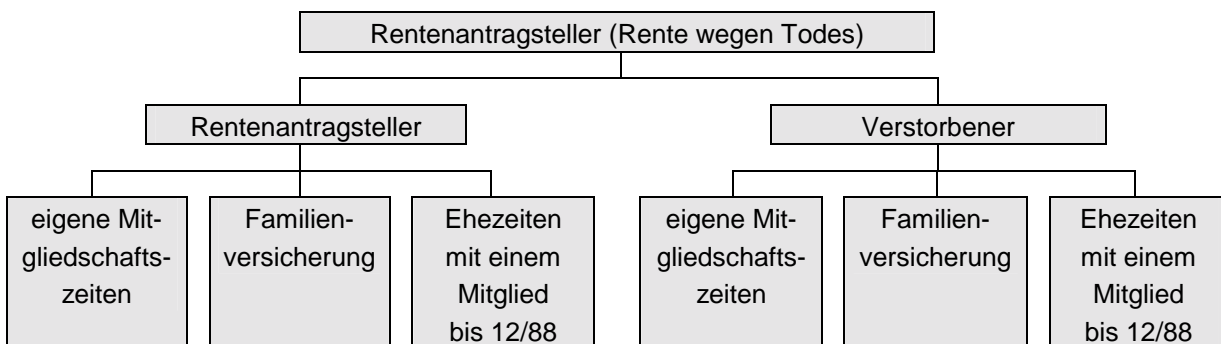 Rentenantragsteller (Rente wegen Todes)
Rentenantragsteller
Verstorbener
eigene Mit-
gliedschafts-
zeiten
Familien-
versicherung
Ehezeiten
mit einem
Mitglied
bis 12/88
eigene Mit-
gliedschafts-
zeiten
Familien-
versicherung
Ehezeiten
mit einem
Mitglied
bis 12/88